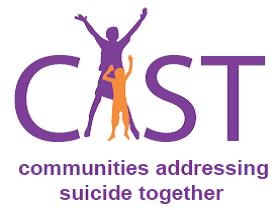 CAST
communities addressing
suicide together